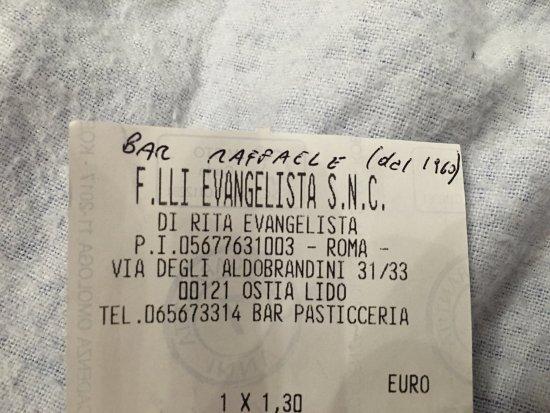 BAR RAFFAELE (dal 1960)
F.LLI EVANGELISTA S.N.C.
DI RITA EVANGELISTA
P.I.05677631003 - ROMA -
VIA DEGLI ALDOBRANDINI 31/33
00121 OSTIA LIDO
TEL.065673314 BAR PASTICCERIA
EURO
1 X 1,30